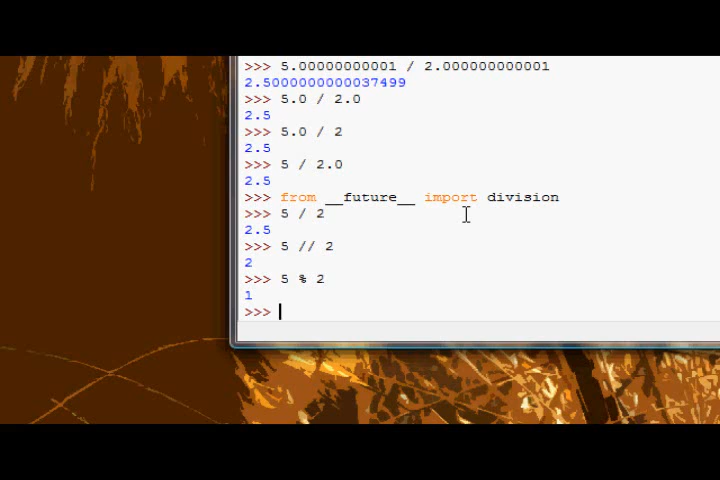 >>> 5.00000000001 / 2.000000000001
2.5000000000037499
>>> 5.0 / 2.0
2.5
>>> 5.0 / 2
2.5
>>> 5 / 2.0
2.5
>>> from __future__ import division
>>> 5 / 2
2.5
>>> 5 // 2
2
>>> 5 % 2
1
>>>